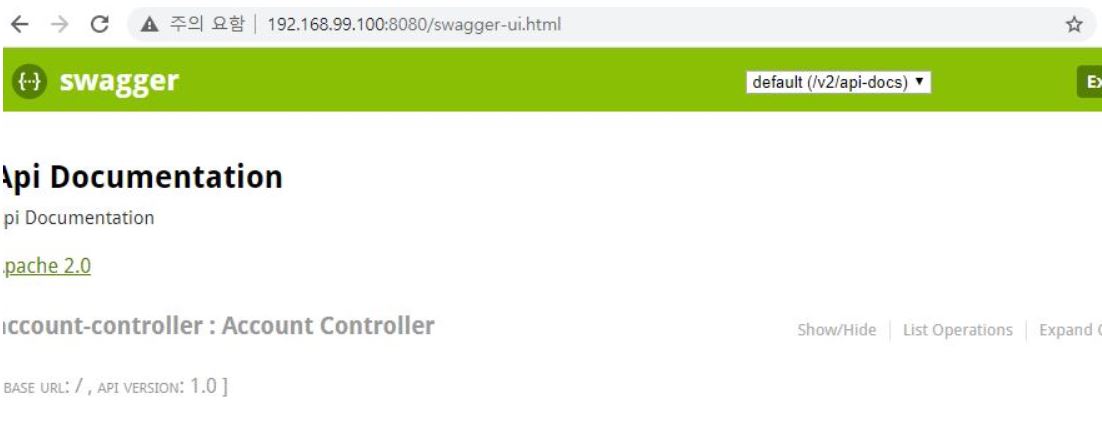 주의 요함 | 192.168.99.100:8080/swagger-ui.html
{...} swagger
default (/v2/api-docs) ▼
Ex
Api Documentation
pi Documentation
pache 2.0
ccount-controller : Account Controller
Show/Hide | List Operations | Expand
BASE URL: / , API VERSION: 1.0 ]